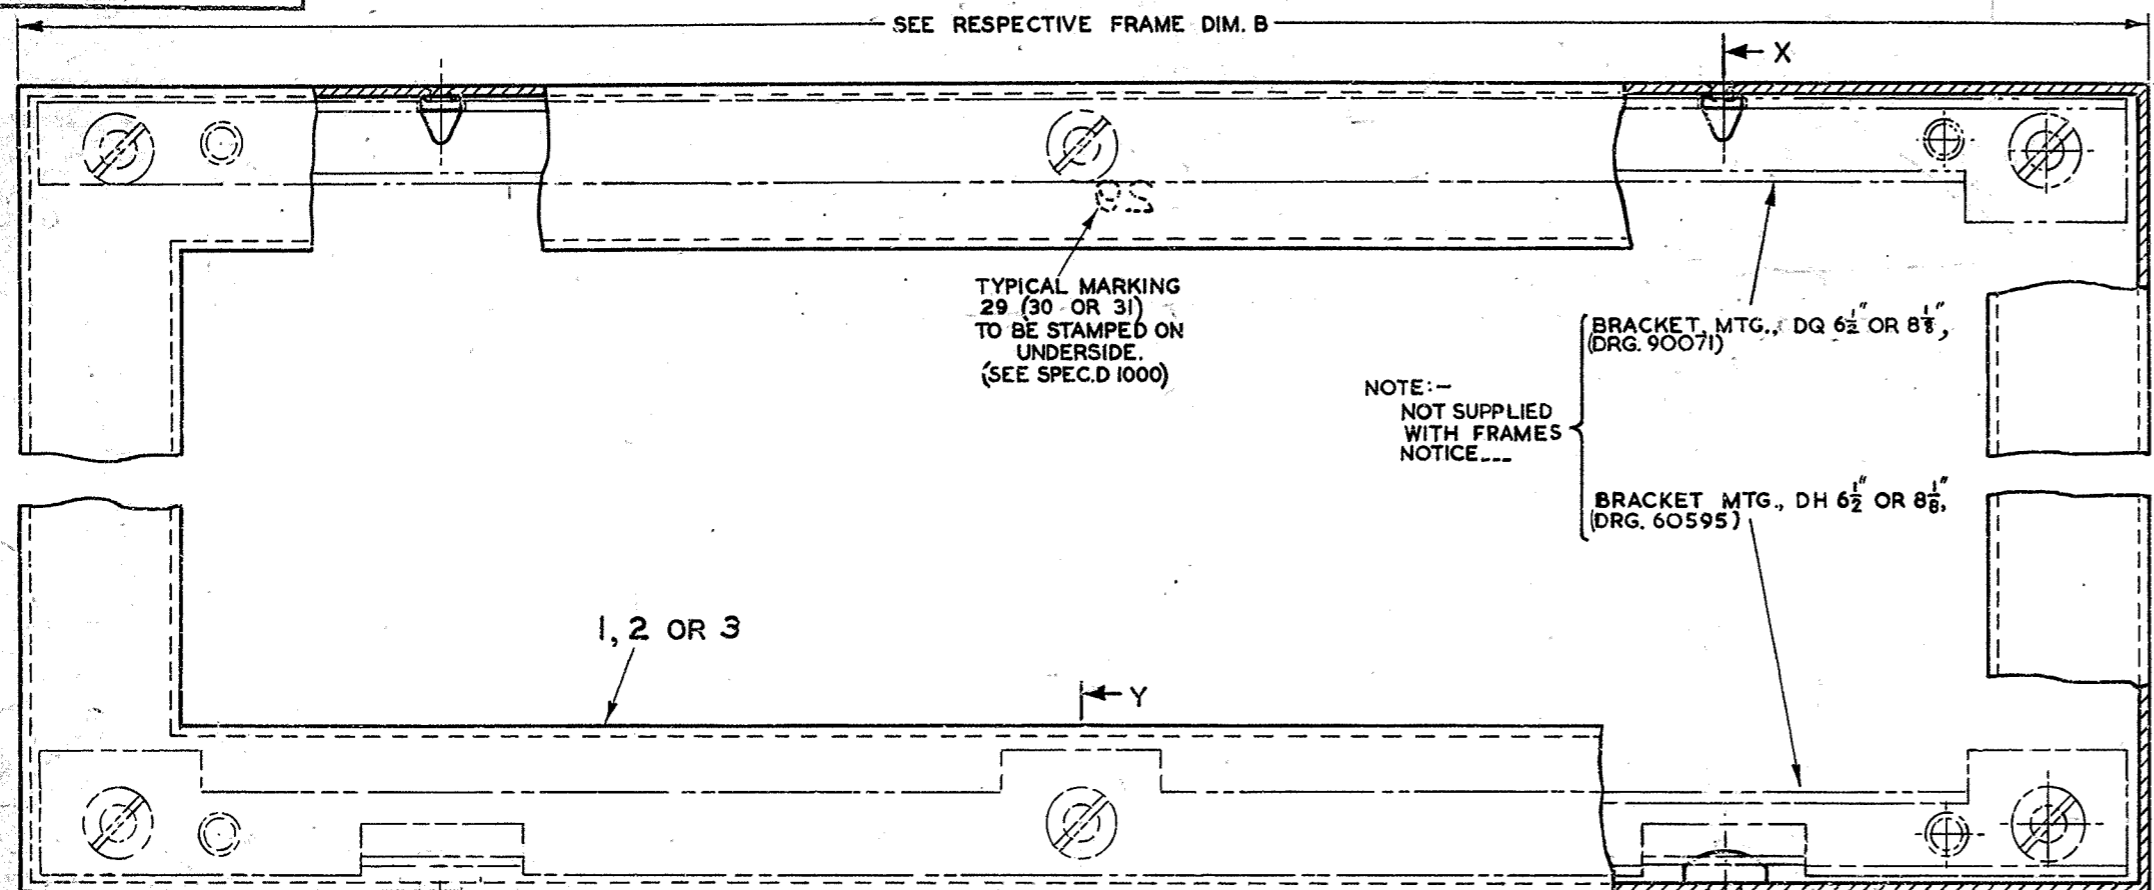 SEE RESPECTIVE FRAME DIM. B
X
29
TYPICAL MARKING
29 (30 OR 31)
TO BE STAMPED ON
UNDERSIDE.
(SEE SPEC.D 1000)
BRACKET, MTG., DQ 6½" OR 8⅛",
(DRG. 90071)
NOTE:-
NOT SUPPLIED
WITH FRAMES
NOTICE---
BRACKET MTG., DH 6½" OR 8⅛",
(DRG. 60595)
1, 2 OR 3
Y